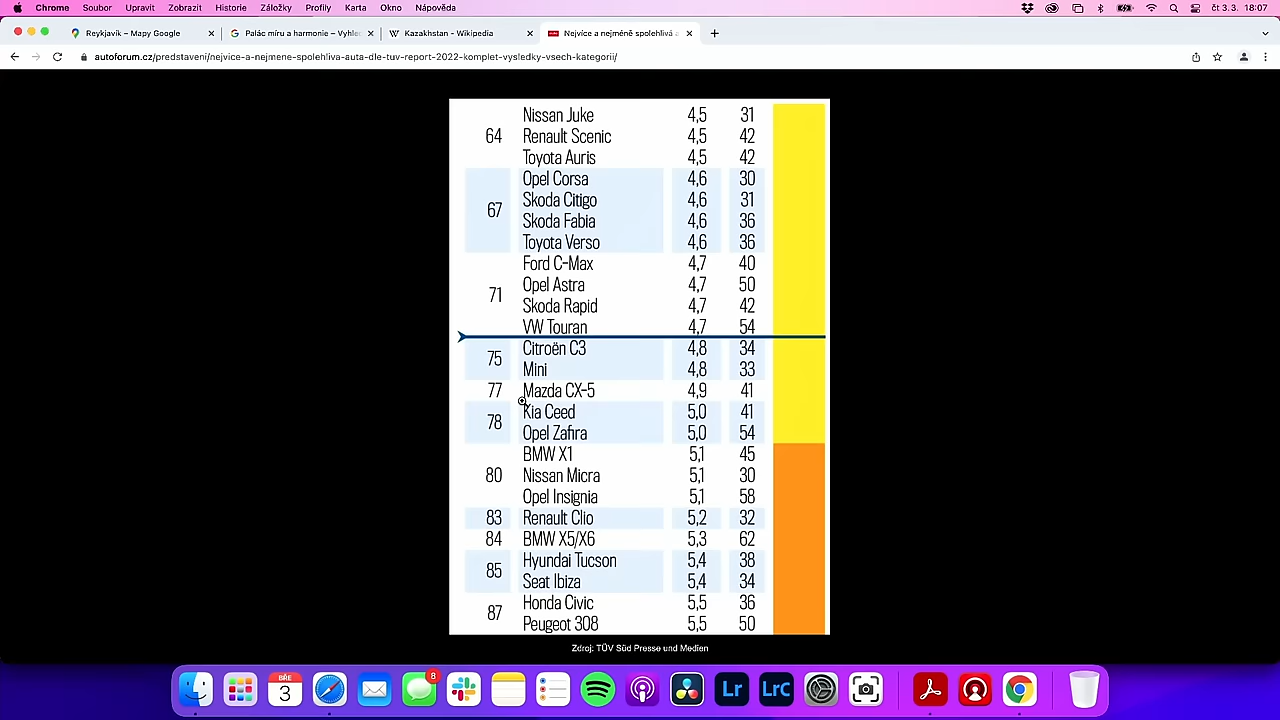 Chrome Soubor Upravit Zobrazit Historie Záložky Profily Karta Okno Nápověda čt 3.3. 18:07
Reykjavík – Mapy Google Palác míru a harmonie – Vyhle Kazakhstan – Wikipedia Nejvíce a nejméně spolehlivá a
autoforum.cz/predstaveni/nejvice-a-nejmene-spolehliva-auta-dle-tuv-report-2022-komplet-vysledky-vsech-kategorii/
Nissan Juke 4,5 31
64 Renault Scenic 4,5 42
Toyota Auris 4,5 42
Opel Corsa 4,6 30
Skoda Citigo 4,6 31
67
Skoda Fabia 4,6 36
Toyota Verso 4,6 36
Ford C-Max 4,7 40
Opel Astra 4,7 50
71
Skoda Rapid 4,7 42
VW Touran 4,7 54
Citroën C3 4,8 34
75
Mini 4,8 33
77 Mazda CX-5 4,9 41
Kia Ceed 5,0 41
78
Opel Zafira 5,0 54
BMW X1 5,1 45
80 Nissan Micra 5,1 30
Opel Insignia 5,1 58
83 Renault Clio 5,2 32
84 BMW X5/X6 5,3 62
Hyundai Tucson 5,4 38
85
Seat Ibiza 5,4 34
Honda Civic 5,5 36
87
Peugeot 308 5,5 50
Zdroj: TÜV Süd Presse und Medien
BŘE
3
8
Lr
LrC